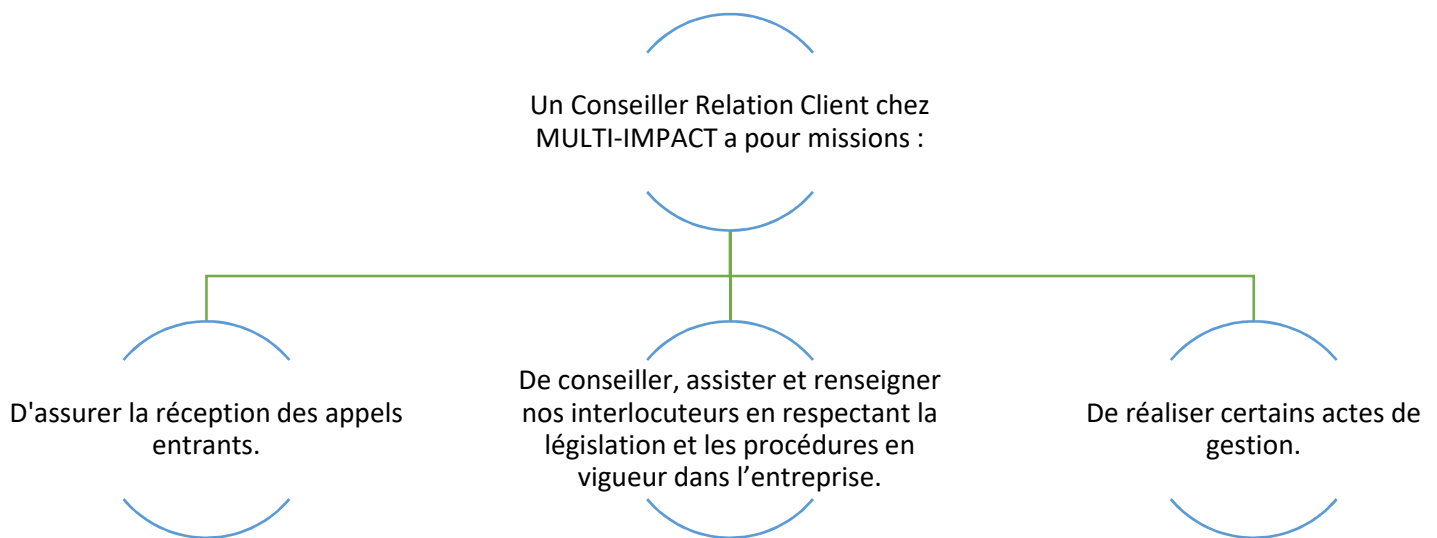 Un Conseiller Relation Client chez
MULTI-IMPACT a pour missions :
D'assurer la réception des appels
entrants.
De conseiller, assister et renseigner
nos interlocuteurs en respectant la
législation et les procédures en
vigueur dans l’entreprise.
De réaliser certains actes de
gestion.